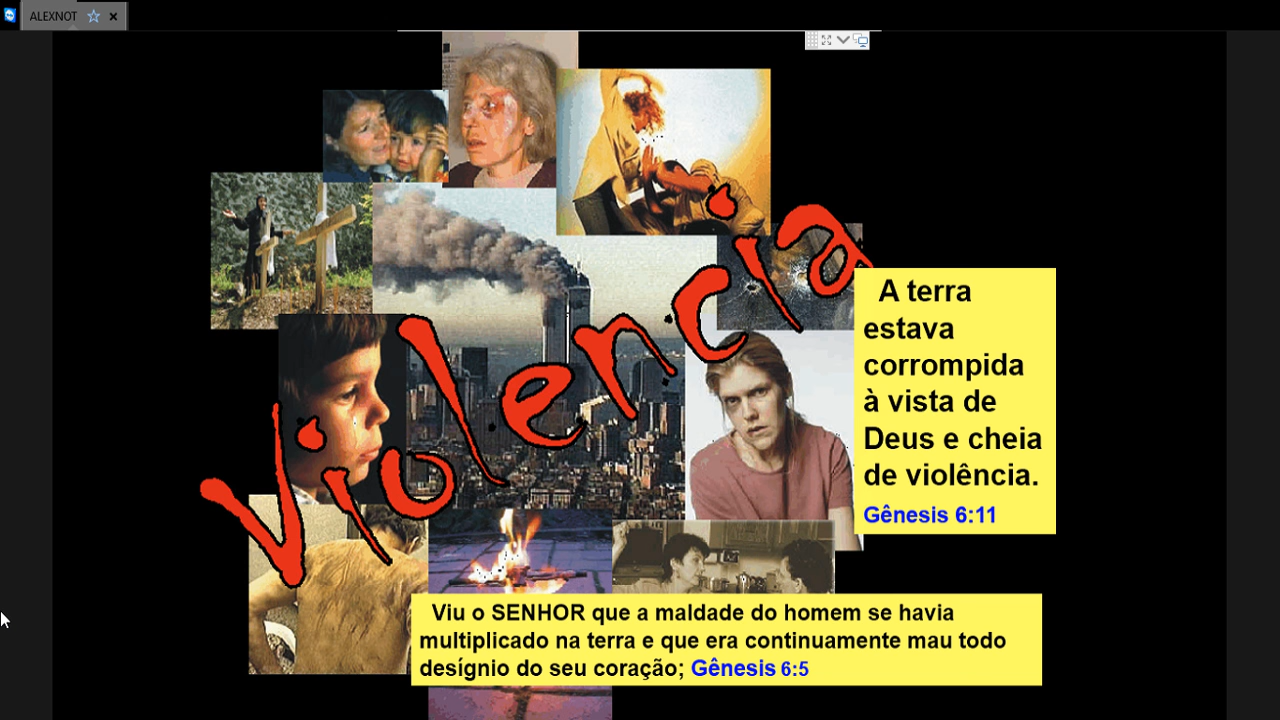 ALEXNOT
Violencia
A terra
estava
corrompida
à vista de
Deus e cheia
de violência.
Gênesis 6:11
Viu o SENHOR que a maldade do homem se havia
multiplicado na terra e que era continuamente mau todo
desígnio do seu coração; Gênesis 6:5